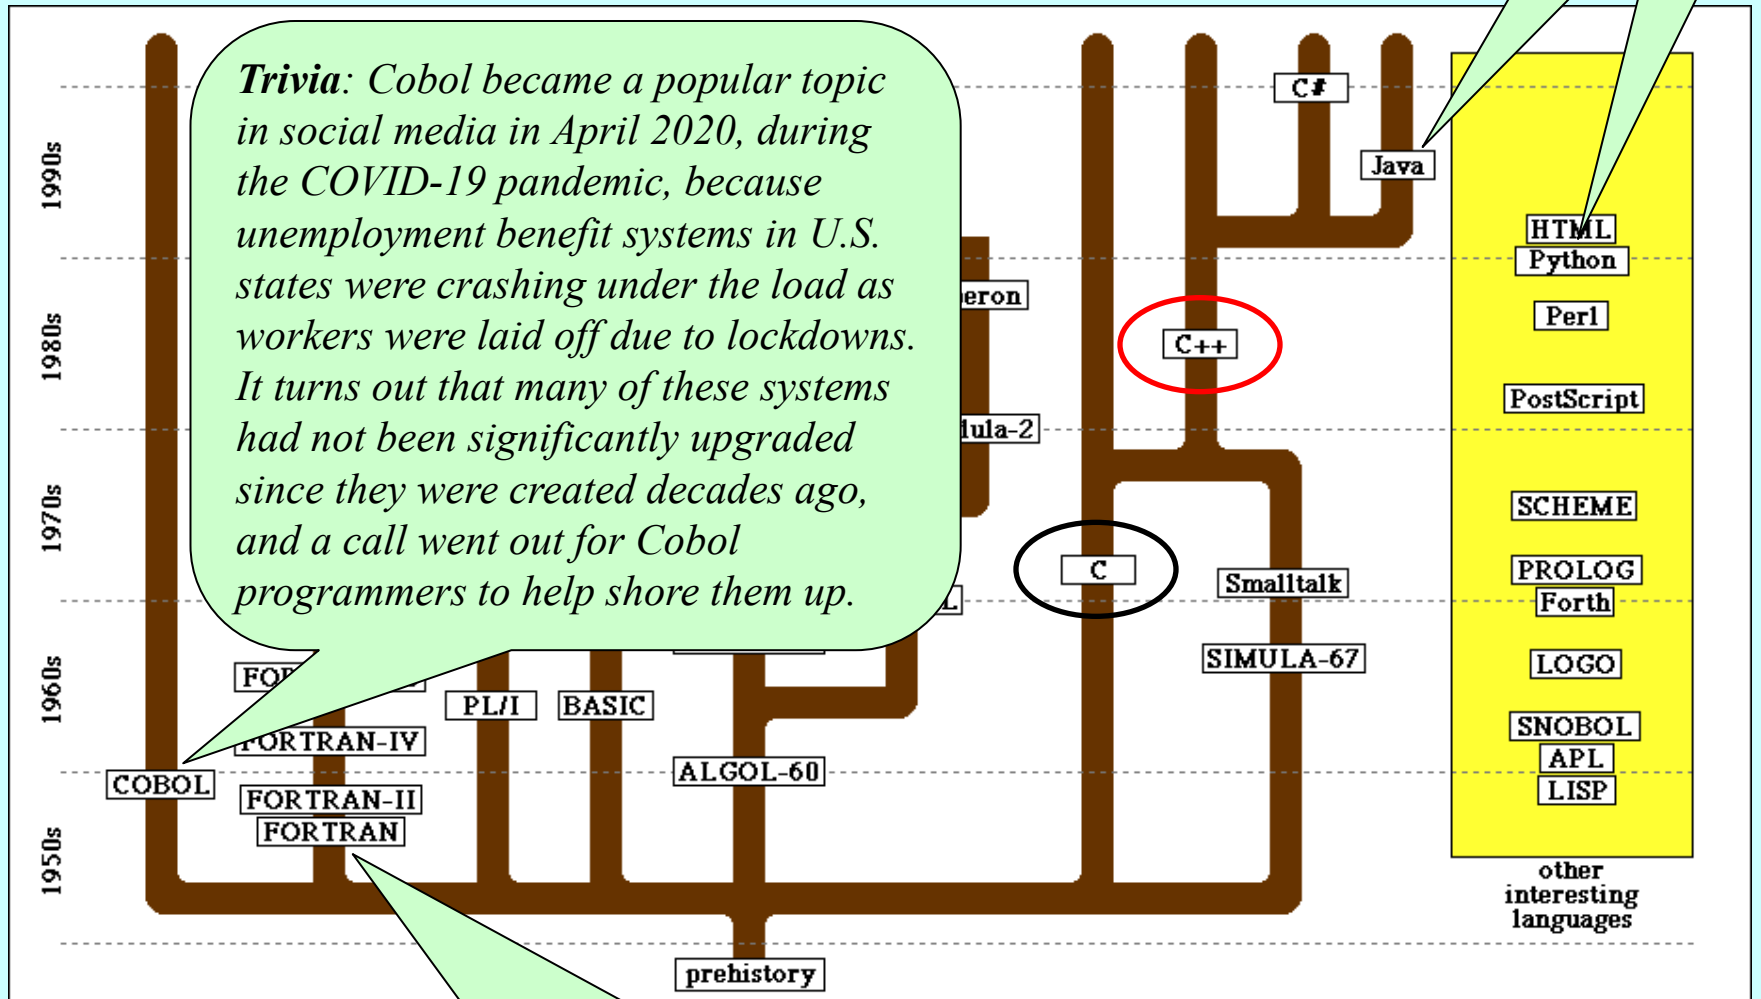 Trivia: Cobol became a popular topic
in social media in April 2020, during
the COVID-19 pandemic, because
unemployment benefit systems in U.S.
states were crashing under the load as
workers were laid off due to lockdowns.
It turns out that many of these systems
had not been significantly upgraded
since they were created decades ago,
and a call went out for Cobol
programmers to help shore them up.
1990s
1980s
1970s
1960s
1950s
C#
Java
C++
C
Smalltalk
SIMULA-67
PL/I
BASIC
FORTRAN-IV
ALGOL-60
COBOL
FORTRAN-II
FORTRAN
prehistory
HTML
Python
Perl
PostScript
SCHEME
PROLOG
Forth
LOGO
SNOBOL
APL
LISP
other
interesting
languages